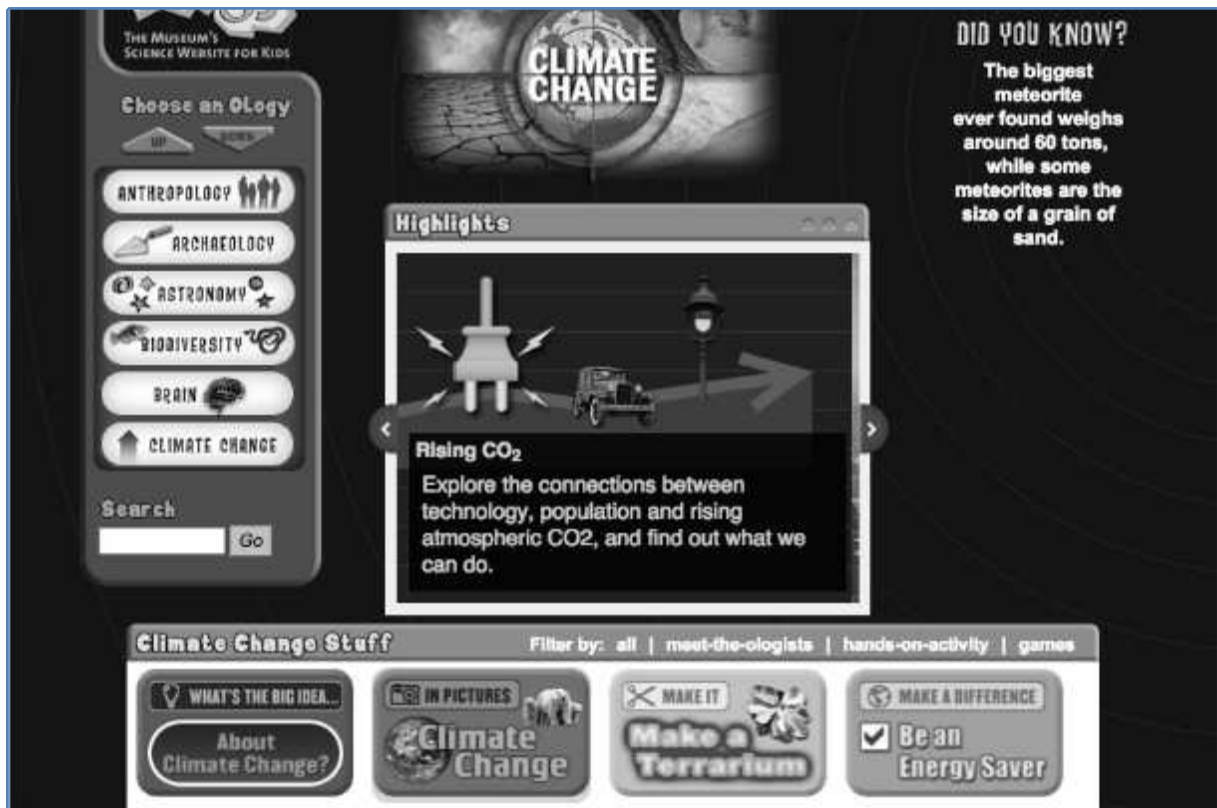 THE MUSEUM'S
SCIENCE WEBSITE FOR KIDS
Choose an OLogy
UP DOWN
ANTHROPOLOGY
ARCHAEOLOGY
ASTRONOMY
BIODIVERSITY
BRAIN
CLIMATE CHANGE
Search
Go
CLIMATE
CHANGE
Highlights
Rising CO₂
Explore the connections between
technology, population and rising
atmospheric CO2, and find out what we
can do.
DID YOU KNOW?
The biggest
meteorite
ever found weighs
around 60 tons,
while some
meteorites are the
size of a grain of
sand.
Climate Change Stuff
Filter by: all | meet-the-ologists | hands-on-activity | games
WHAT'S THE BIG IDEA...
About
Climate Change?
IN PICTURES
Climate
Change
MAKE IT
Make a
Terrarium
MAKE A DIFFERENCE
Be an
Energy Saver